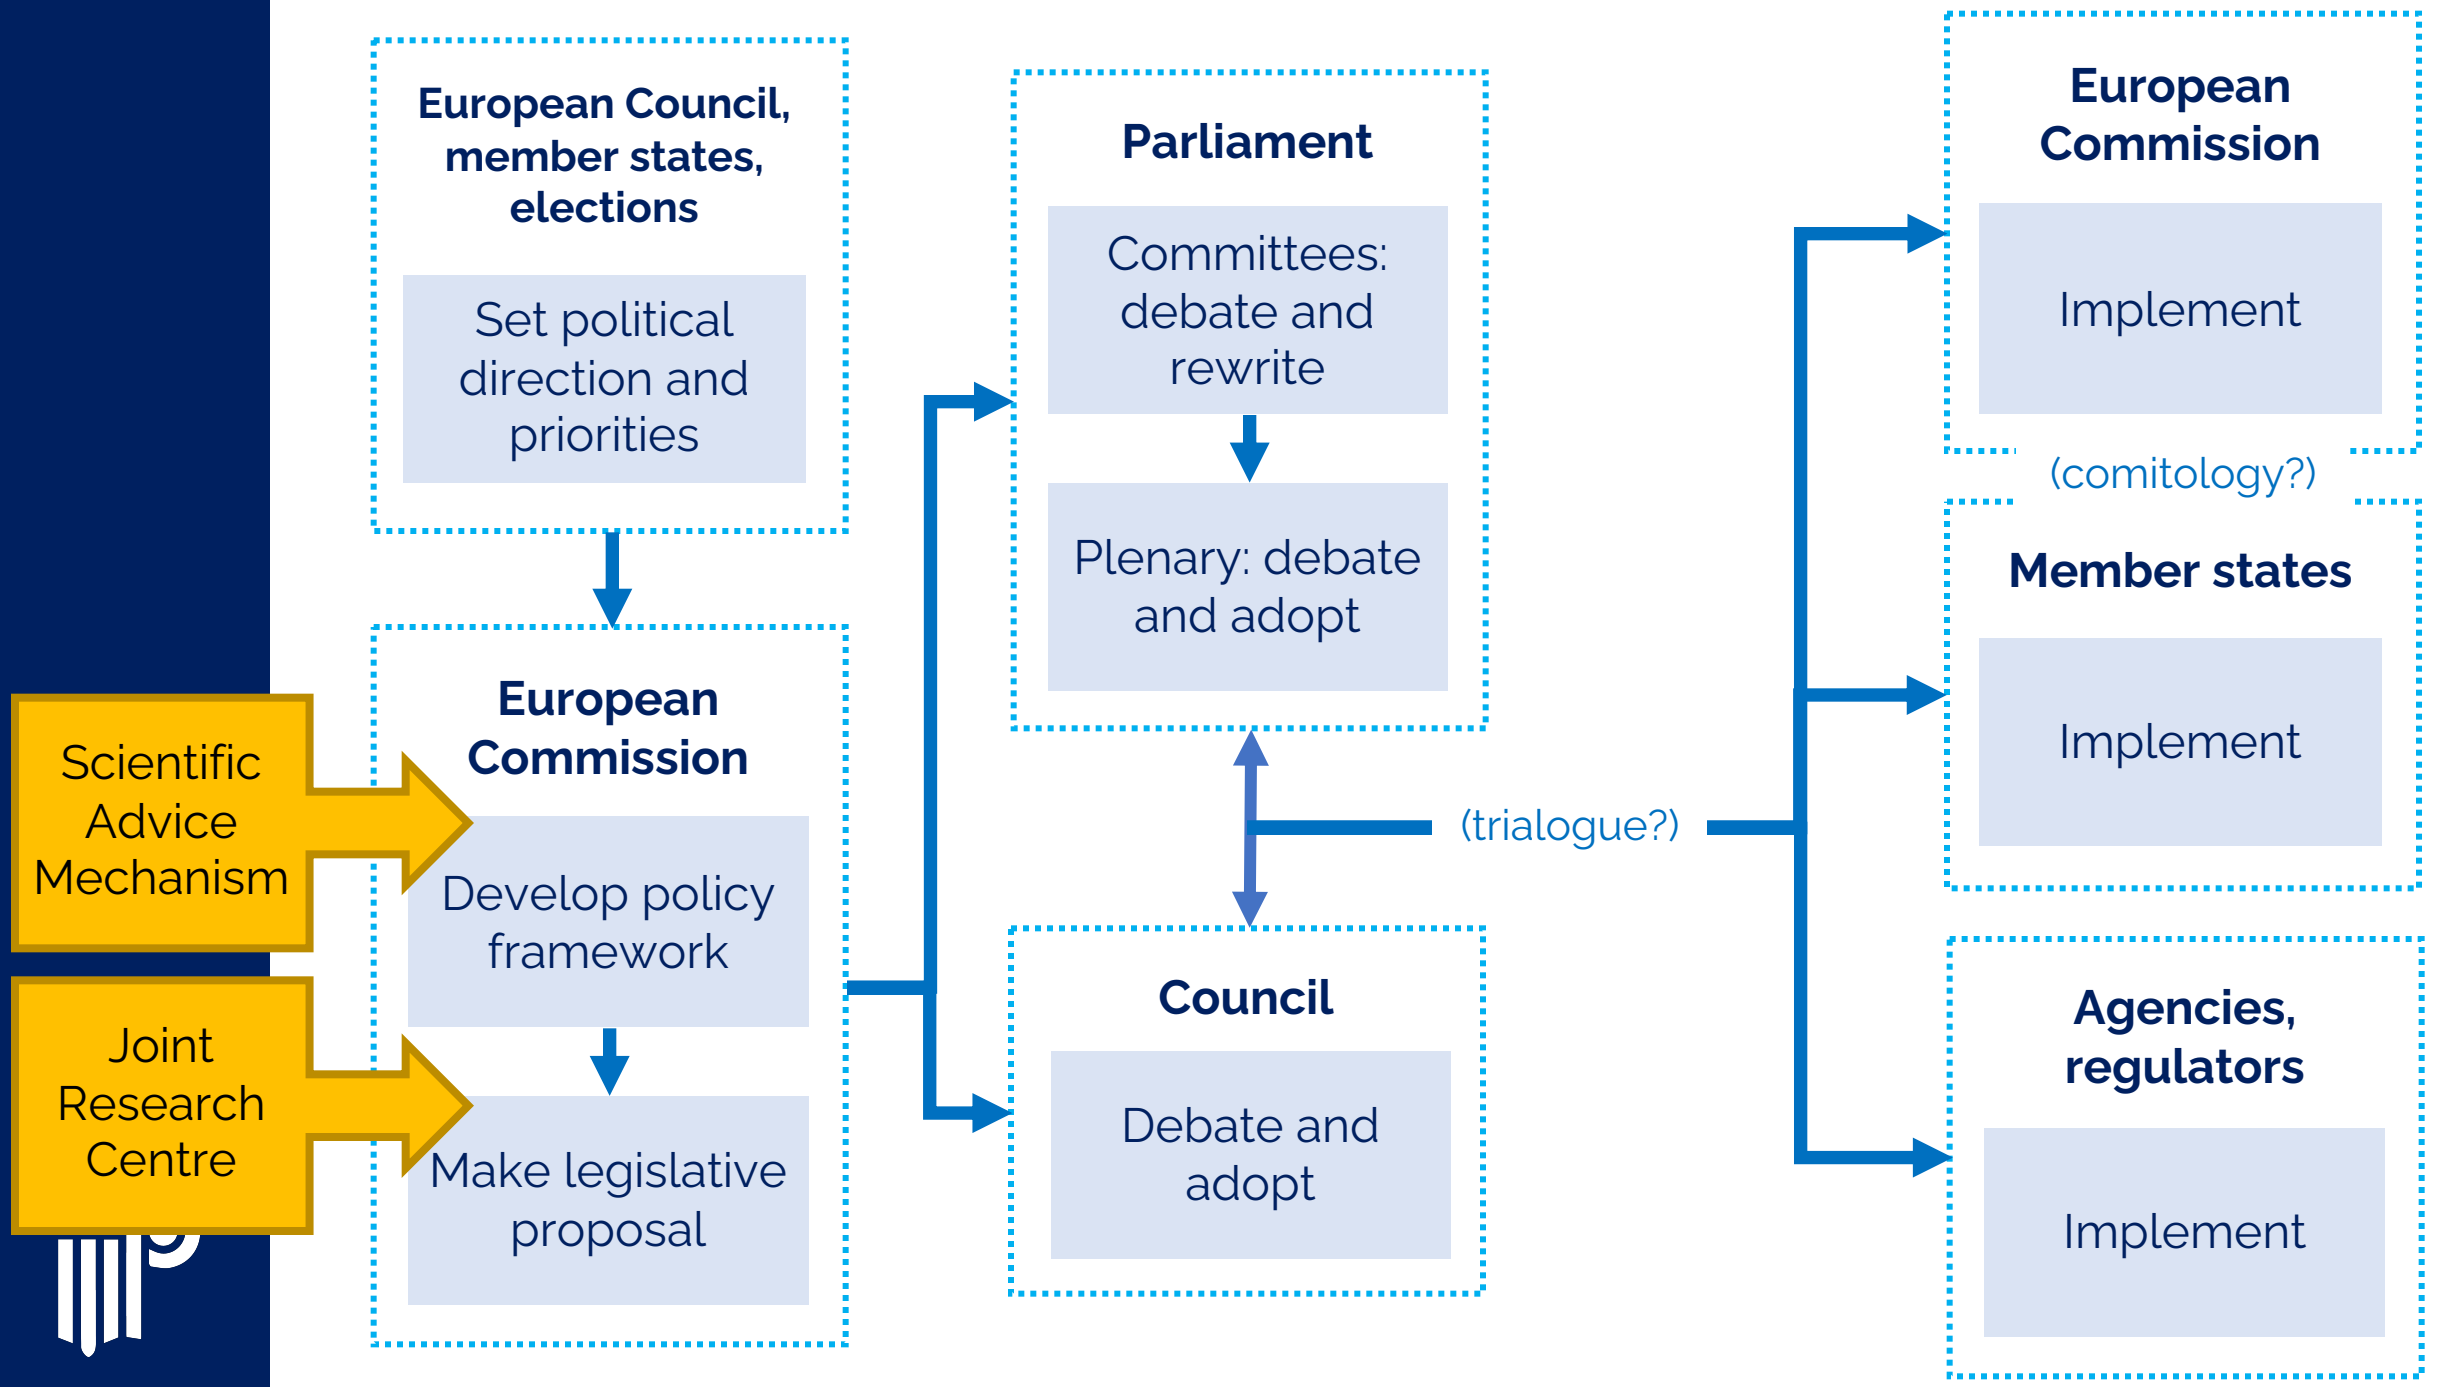 European Council,
member states,
elections
Set political
direction and
priorities
European
Commission
Develop policy
framework
Make legislative
proposal
Scientific
Advice
Mechanism
Joint
Research
Centre
Parliament
Committees:
debate and
rewrite
Plenary: debate
and adopt
(trialogue?)
Council
Debate and
adopt
European
Commission
Implement
(comitology?)
Member states
Implement
Agencies,
regulators
Implement